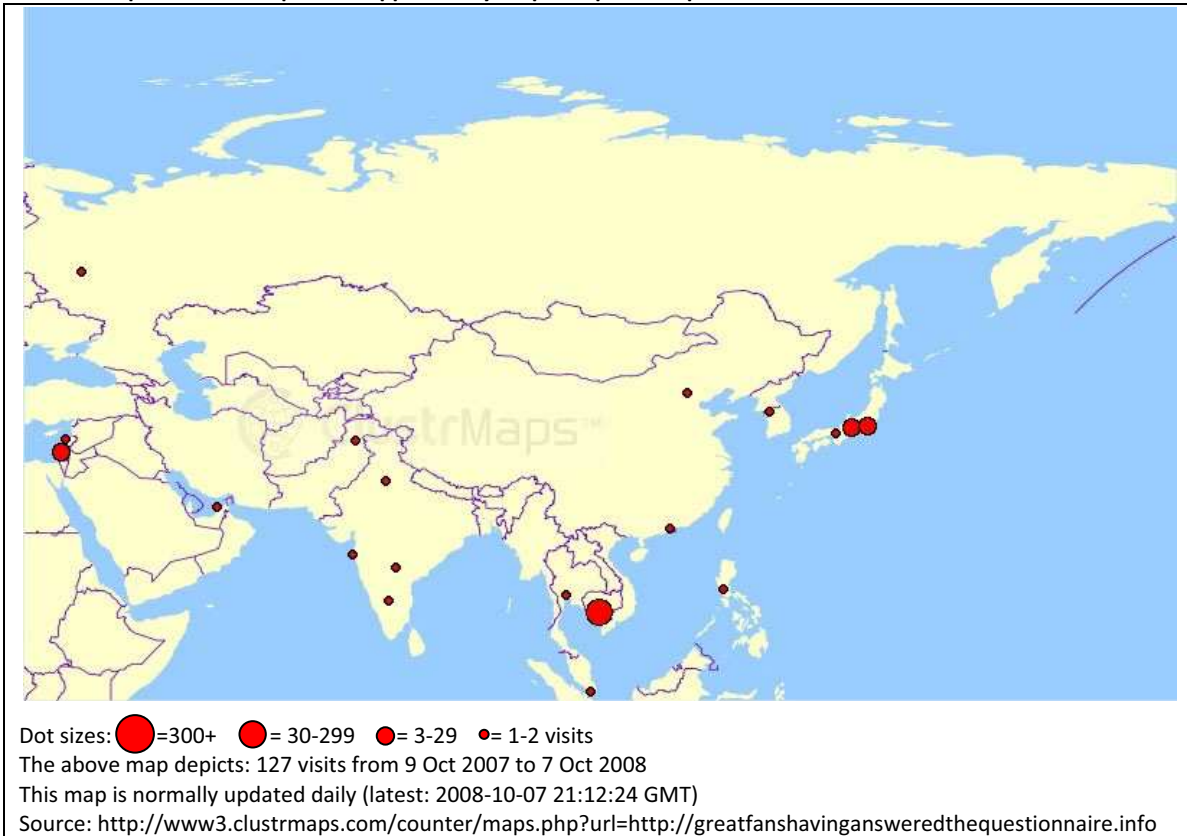 ClustrMaps™
Dot sizes: =300+ = 30-299 = 3-29 = 1-2 visits
The above map depicts: 127 visits from 9 Oct 2007 to 7 Oct 2008
This map is normally updated daily (latest: 2008-10-07 21:12:24 GMT)
Source: http://www3.clustrmaps.com/counter/maps.php?url=http://greatfanshavingansweredthequestionnaire.info